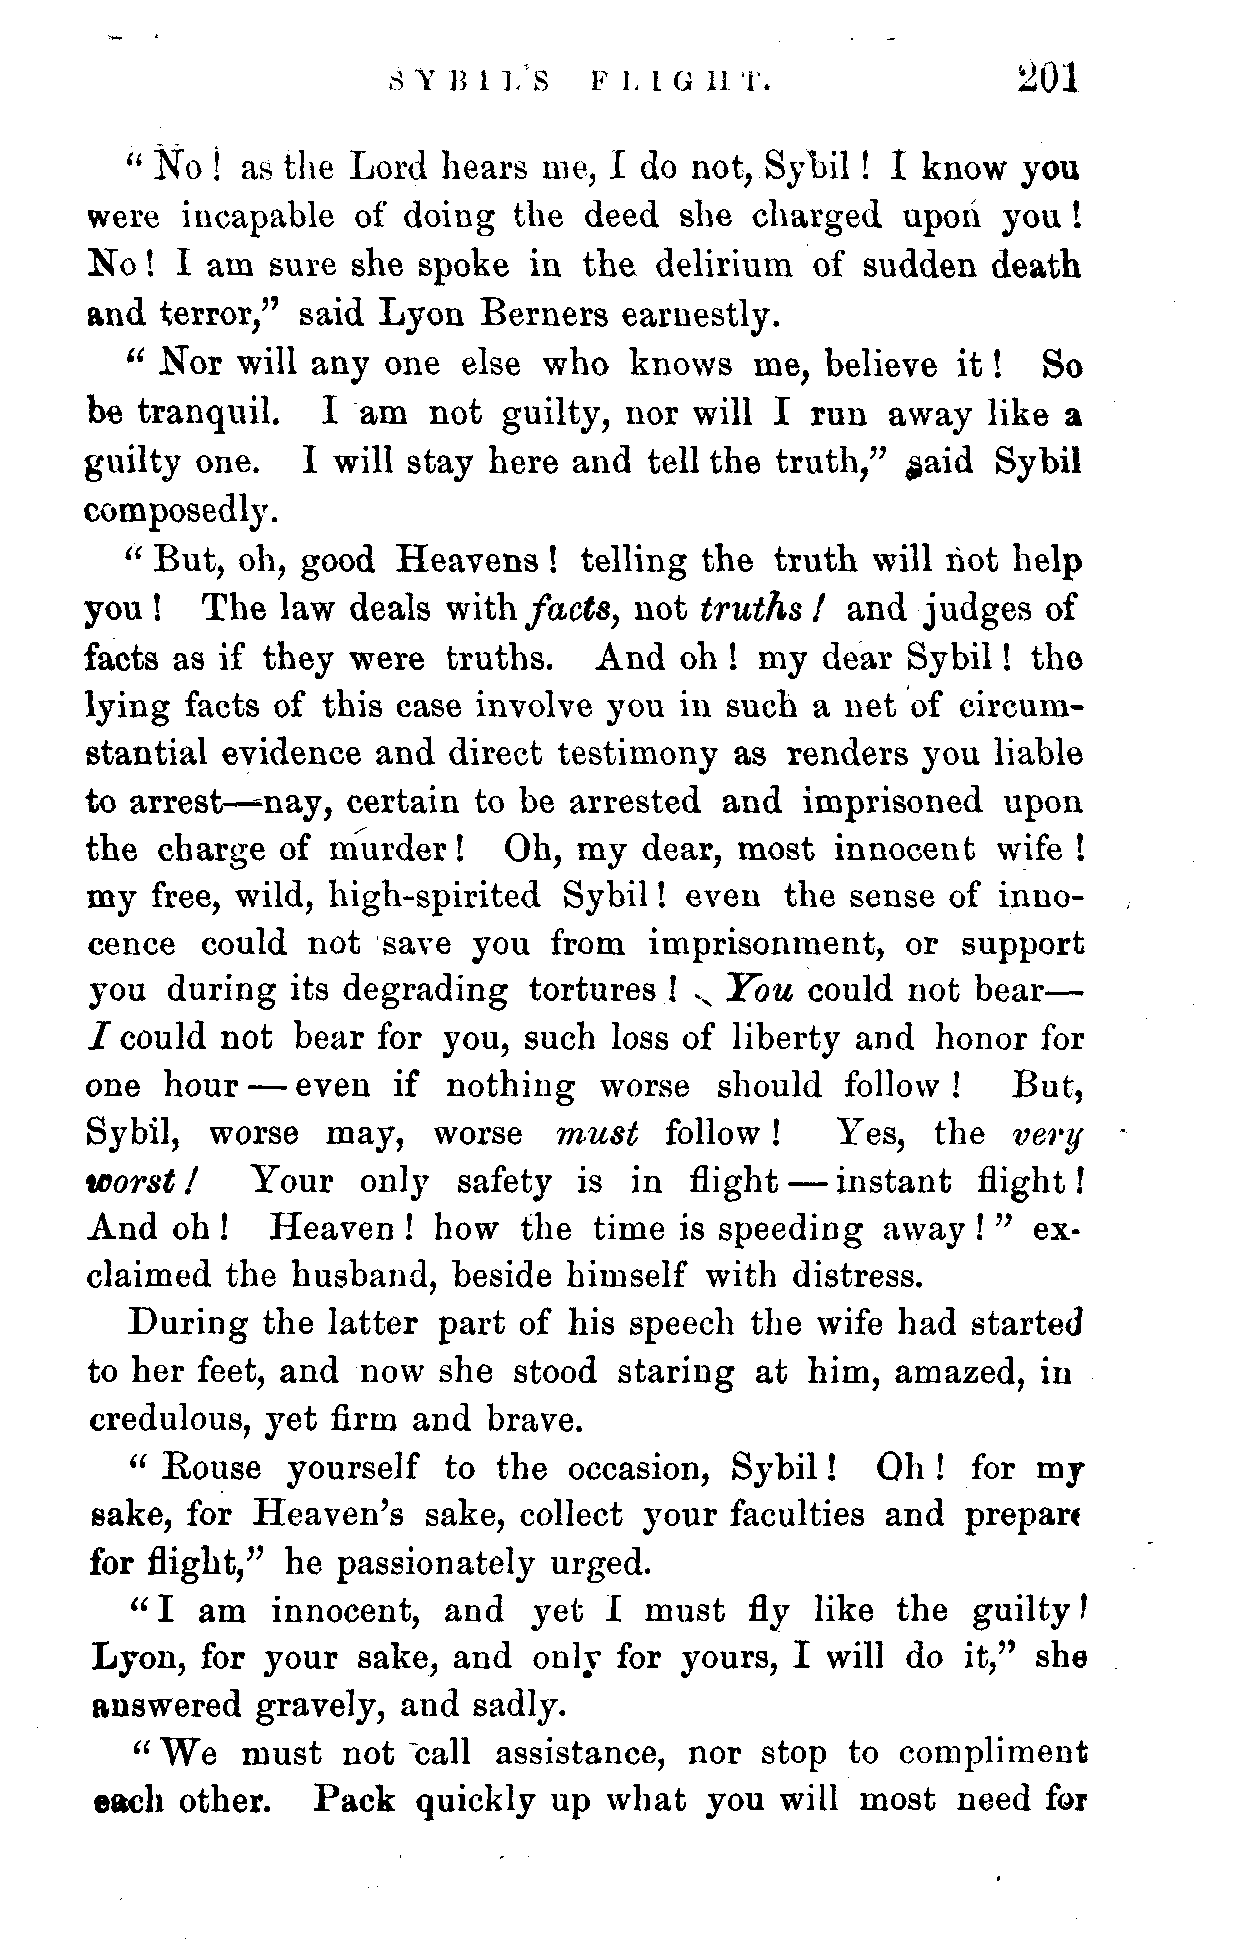 SYBIL'S FLIGHT. 201
“ No ! as the Lord hears me, I do not, Sybil ! I know you
were incapable of doing the deed she charged upon you !
No ! I am sure she spoke in the delirium of sudden death
and terror,” said Lyon Berners earnestly.
“ Nor will any one else who knows me, believe it ! So
be tranquil. I am not guilty, nor will I run away like a
guilty one. I will stay here and tell the truth,” said Sybil
composedly.
“ But, oh, good Heavens ! telling the truth will not help
you ! The law deals with facts, not truths ! and judges of
facts as if they were truths. And oh ! my dear Sybil ! the
lying facts of this case involve you in such a net of circum-
stantial evidence and direct testimony as renders you liable
to arrest—nay, certain to be arrested and imprisoned upon
the charge of murder ! Oh, my dear, most innocent wife !
my free, wild, high-spirited Sybil ! even the sense of inno-
cence could not save you from imprisonment, or support
you during its degrading tortures ! You could not bear—
I could not bear for you, such loss of liberty and honor for
one hour — even if nothing worse should follow ! But,
Sybil, worse may, worse must follow ! Yes, the very
worst ! Your only safety is in flight — instant flight !
And oh ! Heaven ! how the time is speeding away ! ” ex-
claimed the husband, beside himself with distress.
During the latter part of his speech the wife had started
to her feet, and now she stood staring at him, amazed, in
credulous, yet firm and brave.
“ Rouse yourself to the occasion, Sybil ! Oh ! for my
sake, for Heaven's sake, collect your faculties and prepare
for flight,” he passionately urged.
“ I am innocent, and yet I must fly like the guilty !
Lyon, for your sake, and only for yours, I will do it,” she
answered gravely, and sadly.
“ We must not call assistance, nor stop to compliment
each other. Pack quickly up what you will most need for